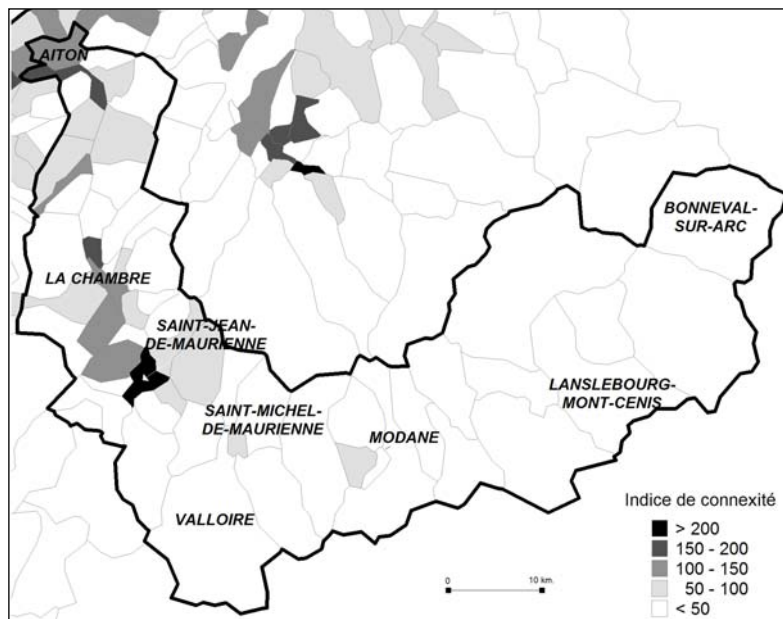 AITON
BONNEVAL-
SUR-ARC
LA CHAMBRE
SAINT-JEAN-
DE-MAURIENNE
LANSLEBOURG-
MONT-CENIS
SAINT-MICHEL-
DE-MAURIENNE
MODANE
VALLOIRE
Indice de connexité
> 200
150 - 200
100 - 150
50 - 100
< 50
0 10 km.